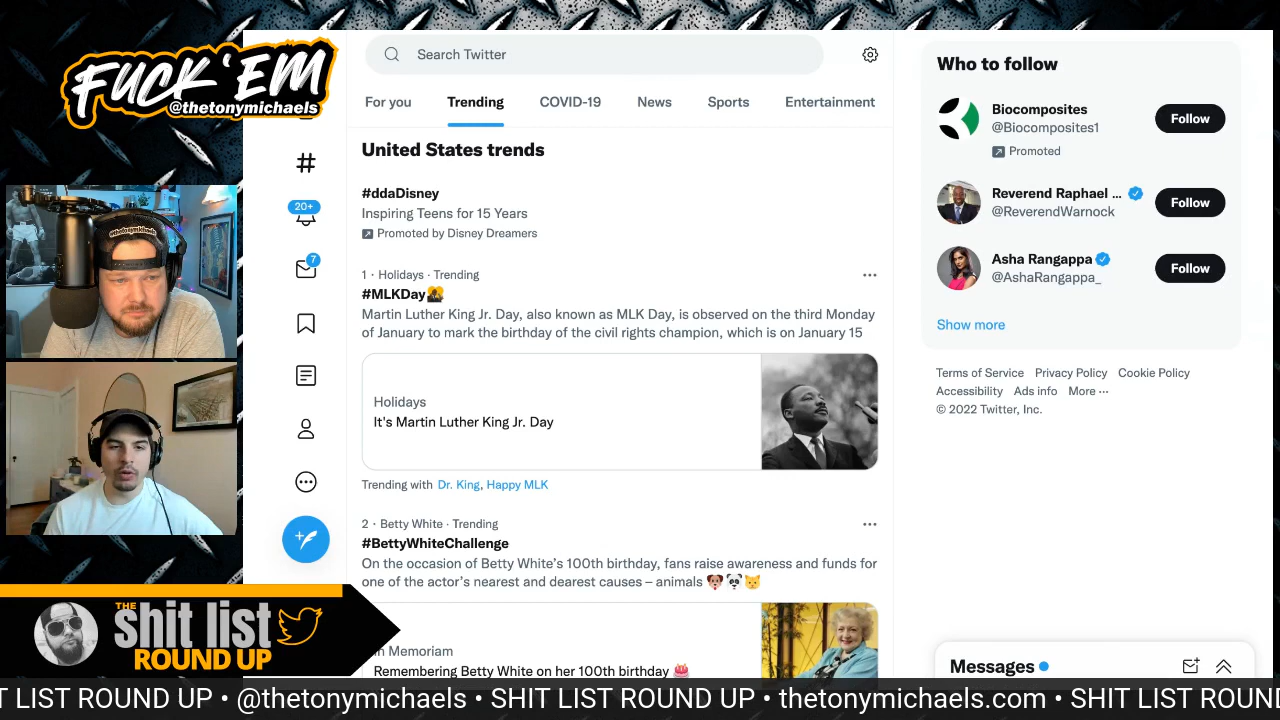 FUCK 'EM
@thetonymichaels
@thetonymichaels
20+
7
Search Twitter
For you
Trending
COVID-19
News
Sports
Entertainment
United States trends
#ddaDisney
Inspiring Teens for 15 Years
Promoted by Disney Dreamers
1 · Holidays · Trending
#MLKDay
Martin Luther King Jr. Day, also known as MLK Day, is observed on the third Monday
of January to mark the birthday of the civil rights champion, which is on January 15
Holidays
It's Martin Luther King Jr. Day
Trending with Dr. King, Happy MLK
2 · Betty White · Trending
#BettyWhiteChallenge
On the occasion of Betty White's 100th birthday, fans raise awareness and funds for
one of the actor's nearest and dearest causes – animals 🐶🐼😺
n Memoriam
Remembering Betty White on her 100th birthday 🎂
Who to follow
Biocomposites
@Biocomposites1
Promoted
Follow
Reverend Raphael ...
@ReverendWarnock
Follow
Asha Rangappa
@AshaRangappa_
Follow
Show more
Terms of Service Privacy Policy Cookie Policy
Accessibility Ads info More ···
© 2022 Twitter, Inc.
Messages
THE
shit list
ROUND UP
T LIST ROUND UP • @thetonymichaels • SHIT LIST ROUND UP • thetonymichaels.com • SHIT LIST ROUND